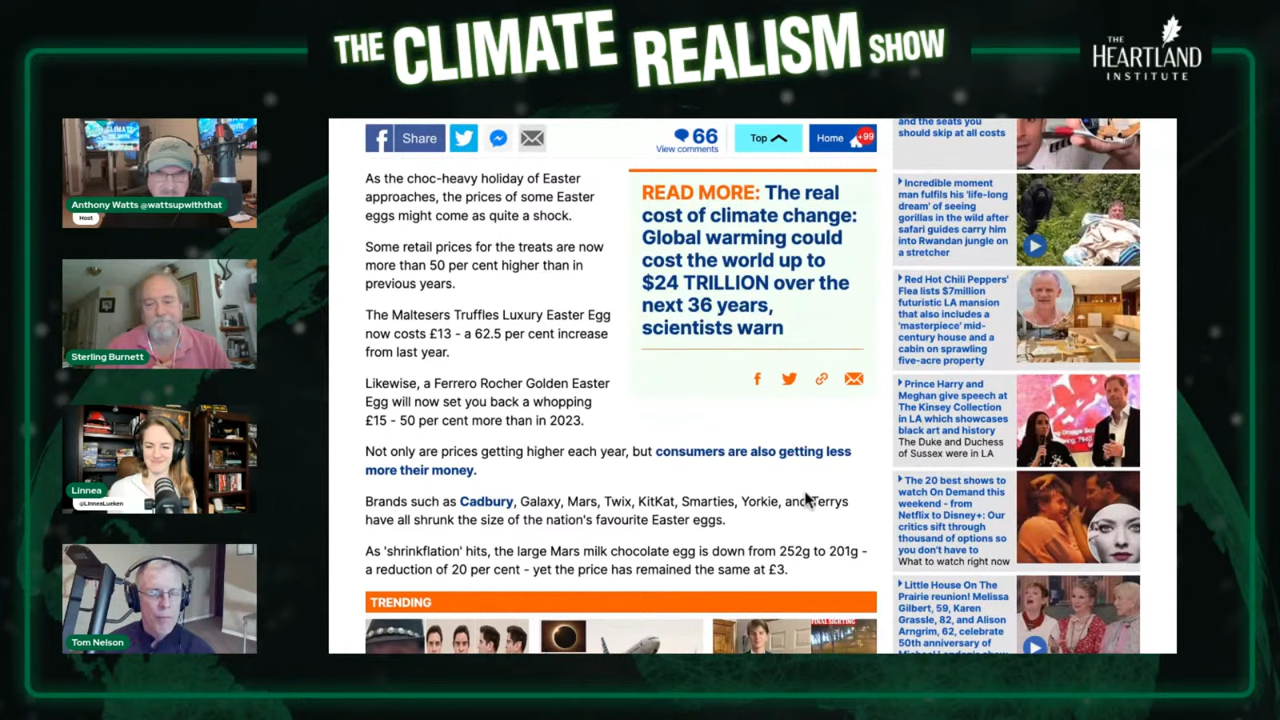 THE CLIMATE REALISM SHOW
THE
HEARTLAND
INSTITUTE
Anthony Watts @wattsupwiththat
Host
Sterling Burnett
Linnea
@LinneaLueken
Tom Nelson
Share
66
View comments
Top
Home
+99
As the choc-heavy holiday of Easter
approaches, the prices of some Easter
eggs might come as quite a shock.
Some retail prices for the treats are now
more than 50 per cent higher than in
previous years.
The Maltesers Truffles Luxury Easter Egg
now costs £13 - a 62.5 per cent increase
from last year.
Likewise, a Ferrero Rocher Golden Easter
Egg will now set you back a whopping
£15 - 50 per cent more than in 2023.
READ MORE: The real
cost of climate change:
Global warming could
cost the world up to
$24 TRILLION over the
next 36 years,
scientists warn
Not only are prices getting higher each year, but consumers are also getting less
more their money.
Brands such as Cadbury, Galaxy, Mars, Twix, KitKat, Smarties, Yorkie, and Terrys
have all shrunk the size of the nation's favourite Easter eggs.
As 'shrinkflation' hits, the large Mars milk chocolate egg is down from 252g to 201g -
a reduction of 20 per cent - yet the price has remained the same at £3.
TRENDING
FINAL SIGHTING
and the seats you
should skip at all costs
Incredible moment
man fulfils his 'life-long
dream' of seeing
gorillas in the wild after
safari guides carry him
into Rwandan jungle on
a stretcher
Red Hot Chili Peppers'
Flea lists $7million
futuristic LA mansion
that also includes a
'masterpiece' mid-
century house and a
cabin on sprawling
five-acre property
Prince Harry and
Meghan give speech at
The Kinsey Collection
in LA which showcases
black art and history
The Duke and Duchess
of Sussex were in LA
The 20 best shows to
watch On Demand this
weekend - from
Netflix to Disney+: Our
critics sift through
thousand of options so
you don't have to
What to watch right now
Little House On The
Prairie reunion! Melissa
Gilbert, 59, Karen
Grassle, 82, and Alison
Arngrim, 62, celebrate
50th anniversary of